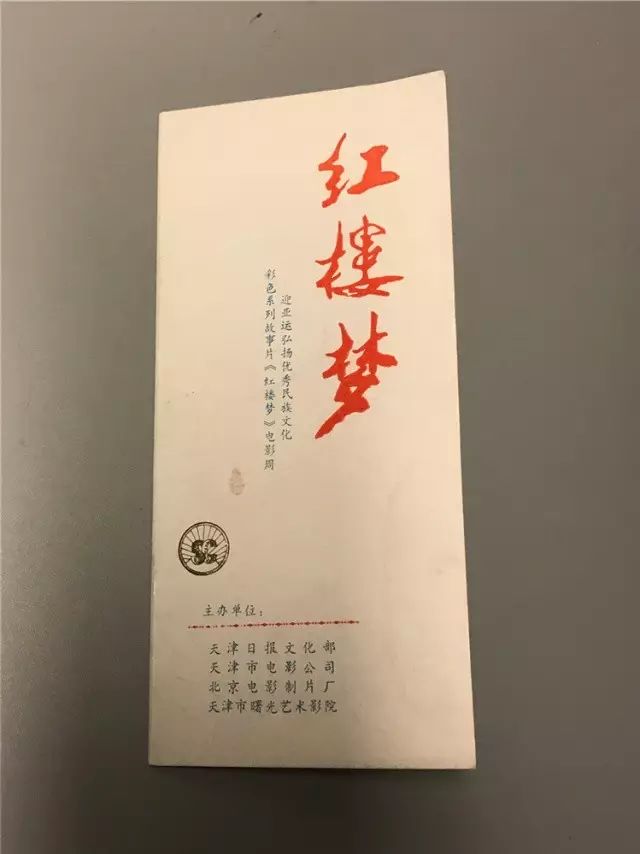 红楼梦
迎亚运弘扬优秀民族文化
彩色系列故事片《红楼梦》电影周
主办单位：
天津日报文化部
天津市电影公司
北京电影制片厂
天津市曙光艺术影院